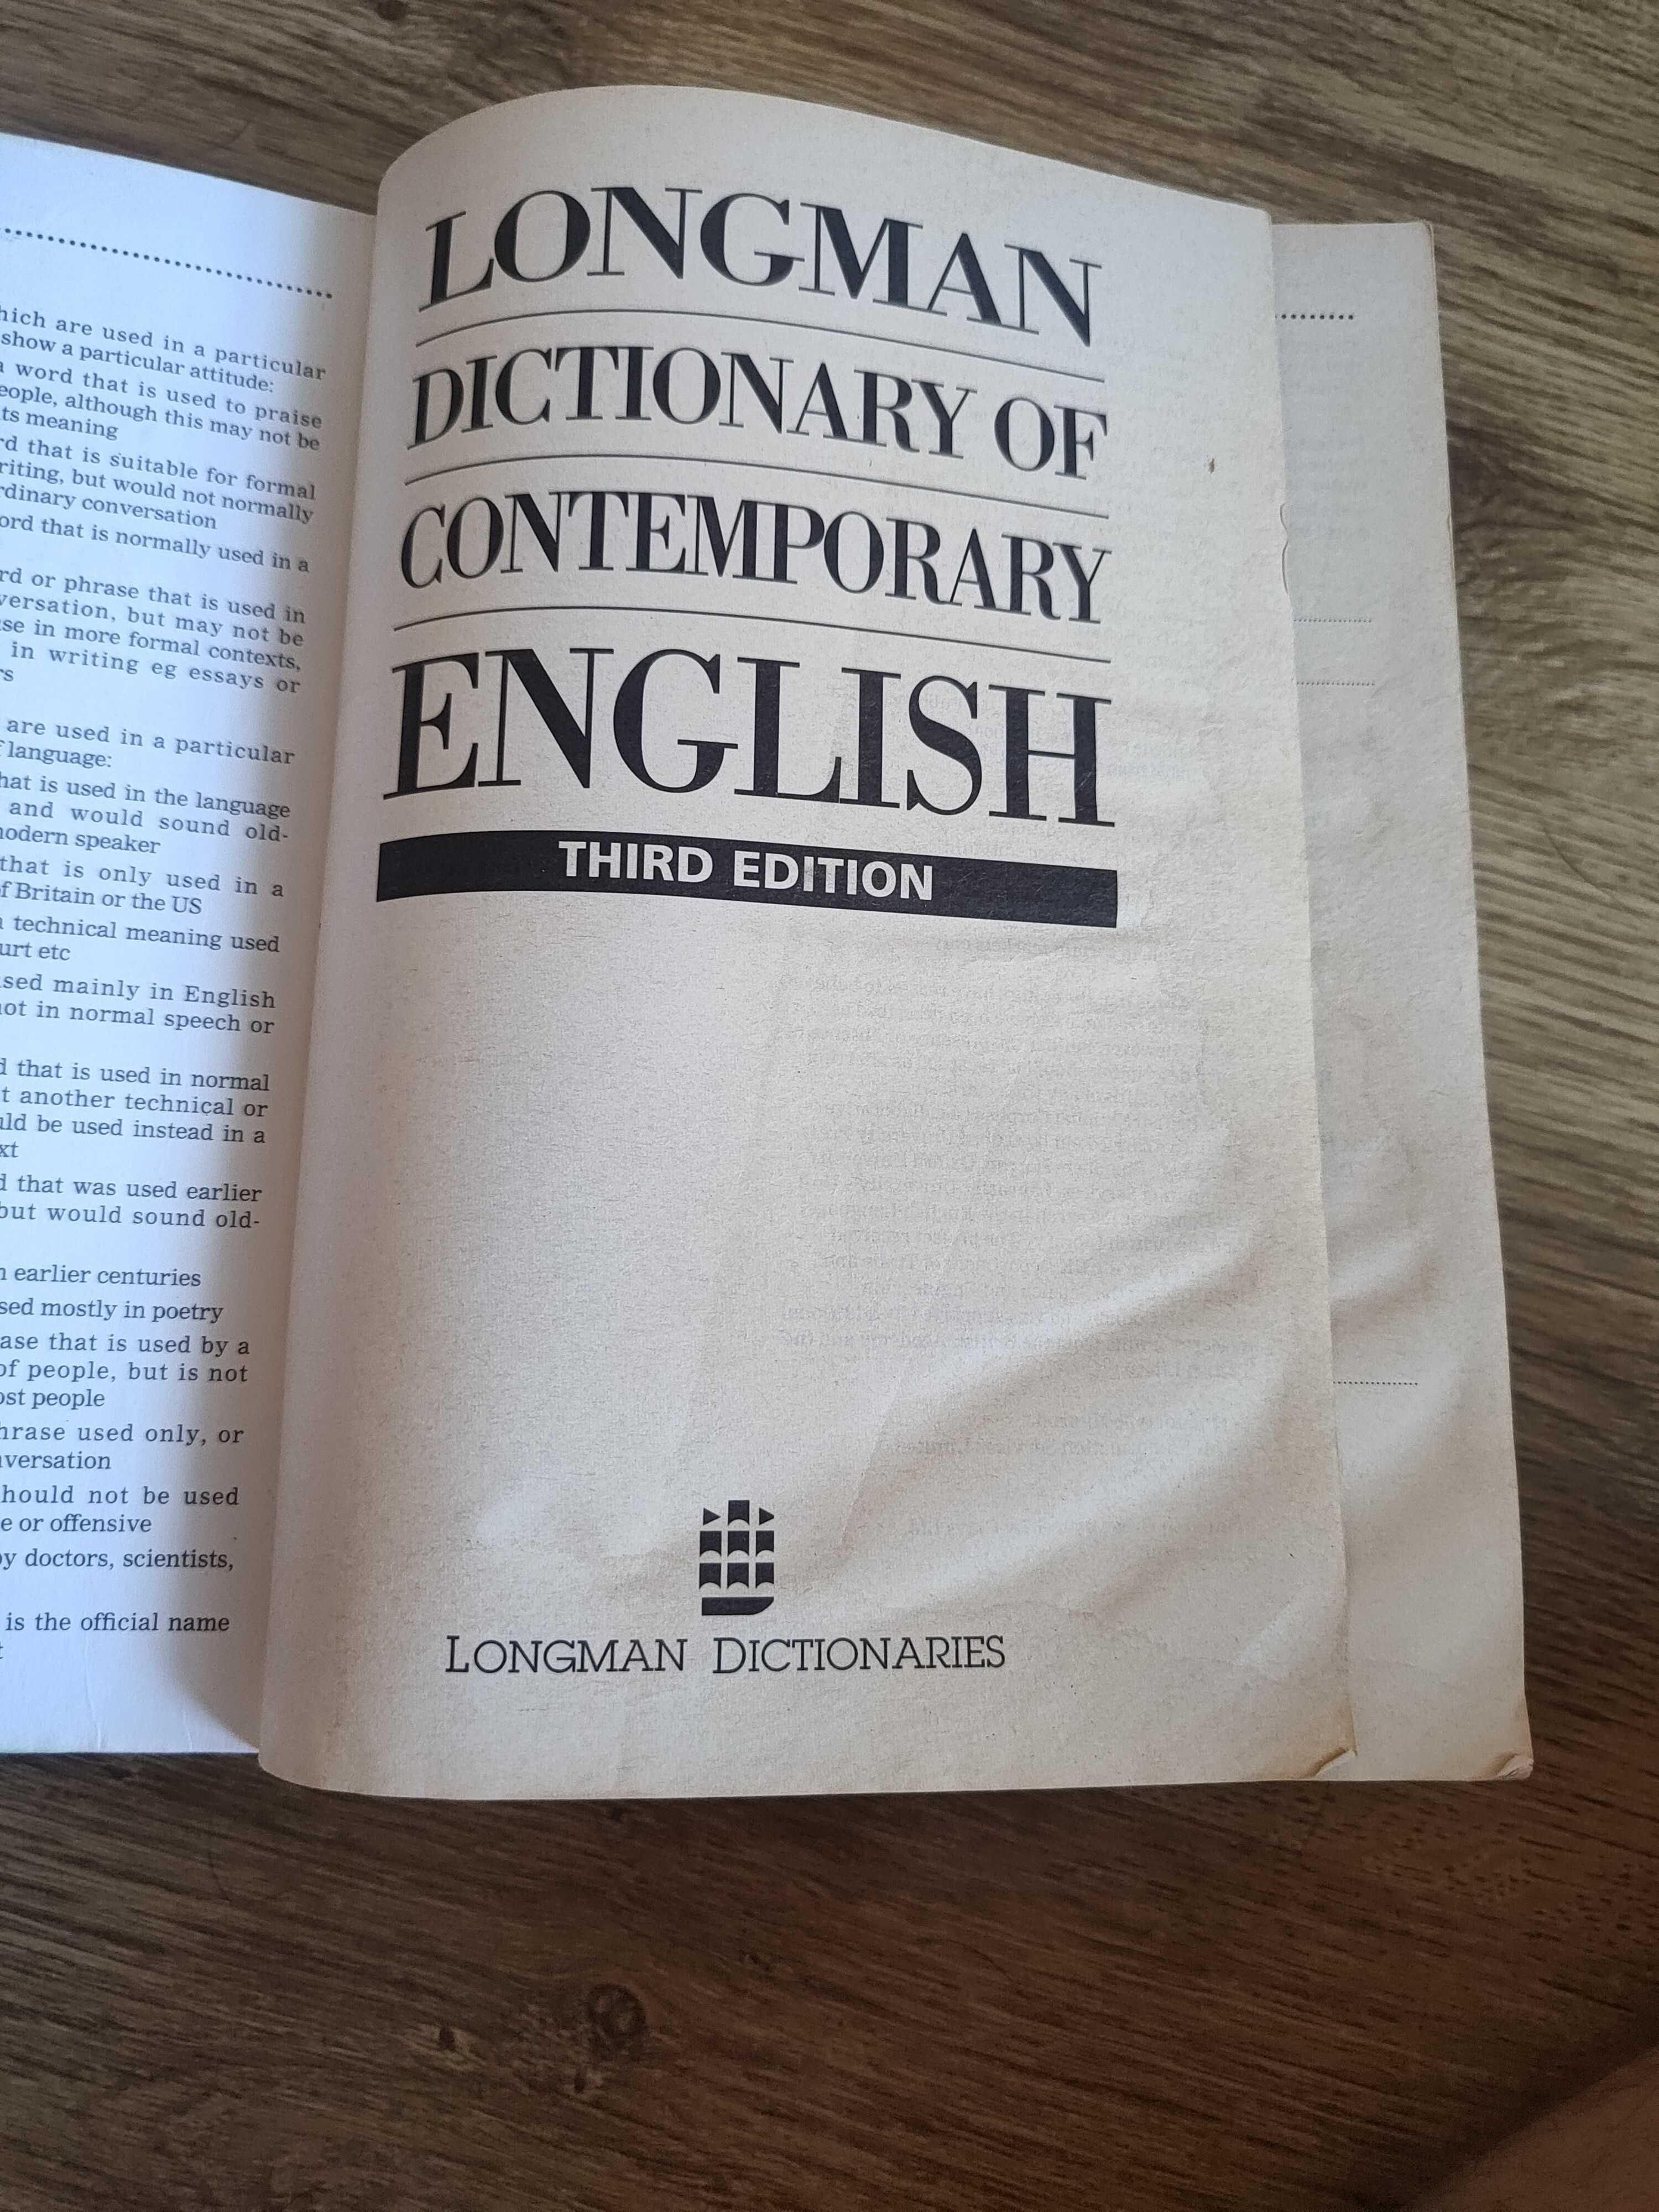 hich are used in a particular
show a particular attitude:
word that is used to praise
eople, although this may not be
ts meaning
rd that is suitable for formal
riting, but would not normally
rdinary conversation
ord that is normally used in a
rd or phrase that is used in
versation, but may not be
se in more formal contexts,
in writing eg essays or
rs
are used in a particular
f language:
hat is used in the language
and would sound old-
nodern speaker
that is only used in a
f Britain or the US
technical meaning used
urt etc
sed mainly in English
not in normal speech or
d that is used in normal
t another technical or
uld be used instead in a
xt
d that was used earlier
but would sound old-
n earlier centuries
sed mostly in poetry
ase that is used by a
of people, but is not
ost people
hrase used only, or
versation
hould not be used
e or offensive
by doctors, scientists,
is the official name
LONGMAN
DICTIONARY OF
CONTEMPORARY
ENGLISH
THIRD EDITION
LONGMAN DICTIONARIES